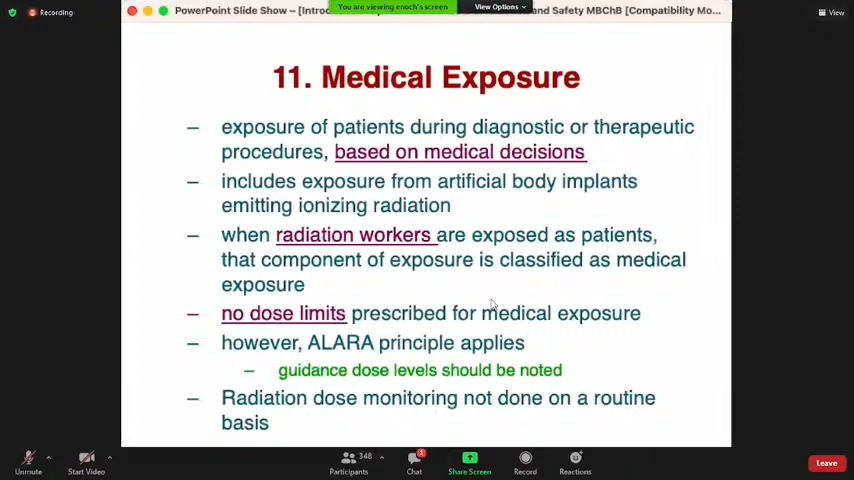 Recording
PowerPoint Slide Show – [Introd
You are viewing enoch's screen
View Options
nd Safety MBChB [Compatibility Mo...
View
11. Medical Exposure
– exposure of patients during diagnostic or therapeutic
procedures, based on medical decisions
– includes exposure from artificial body implants
emitting ionizing radiation
– when radiation workers are exposed as patients,
that component of exposure is classified as medical
exposure
– no dose limits prescribed for medical exposure
– however, ALARA principle applies
– guidance dose levels should be noted
– Radiation dose monitoring not done on a routine
basis
Unmute
Start Video
348
Participants
Chat
Share Screen
Record
Reactions
Leave